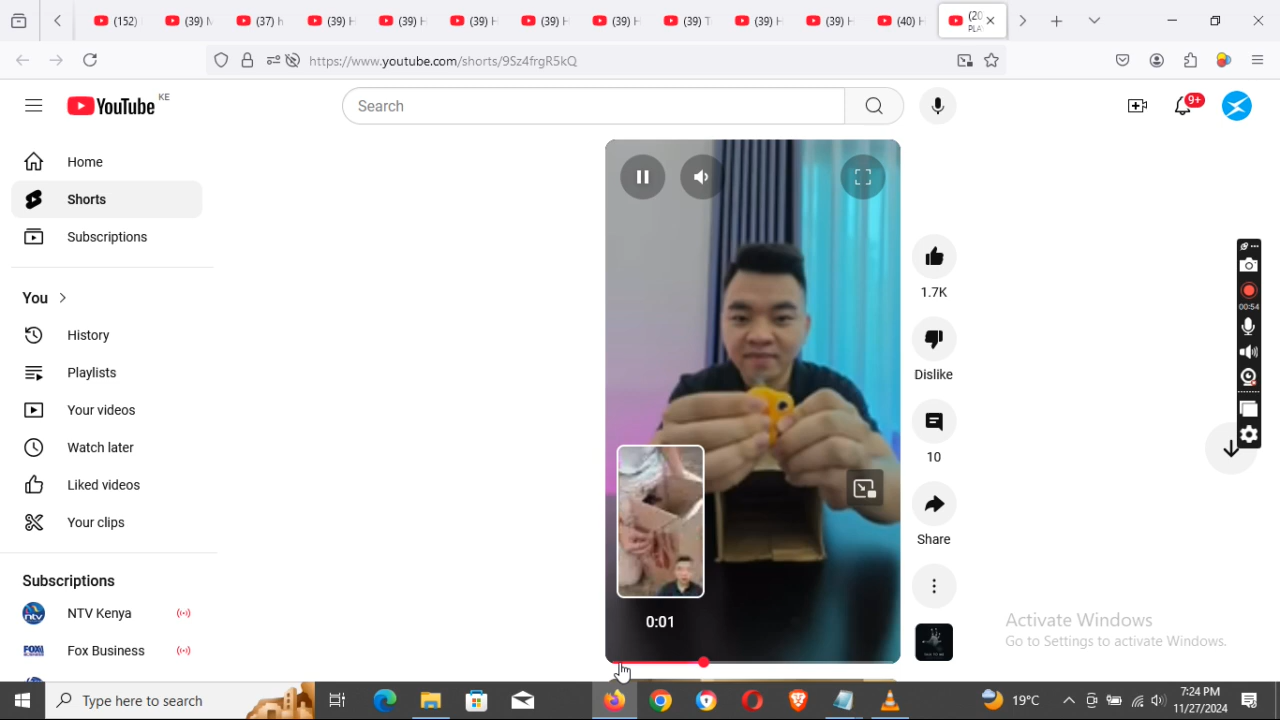 (152)
(39) N
(37) h
(39) H
(39) H
(39) H
(39) H
(39) H
(39) T
(39) H
(39) H
(40) H
(20
PLA
https://www.youtube.com/shorts/9Sz4frgR5kQ
YouTube KE
Search
9+
Home
Shorts
Subscriptions
You
History
Playlists
Your videos
Watch later
Liked videos
Your clips
Subscriptions
NTV Kenya
Fox Business
1.7K
Dislike
10
Share
0:01
00:54
Activate Windows
Go to Settings to activate Windows.
Type here to search
19°C
7:24 PM
11/27/2024